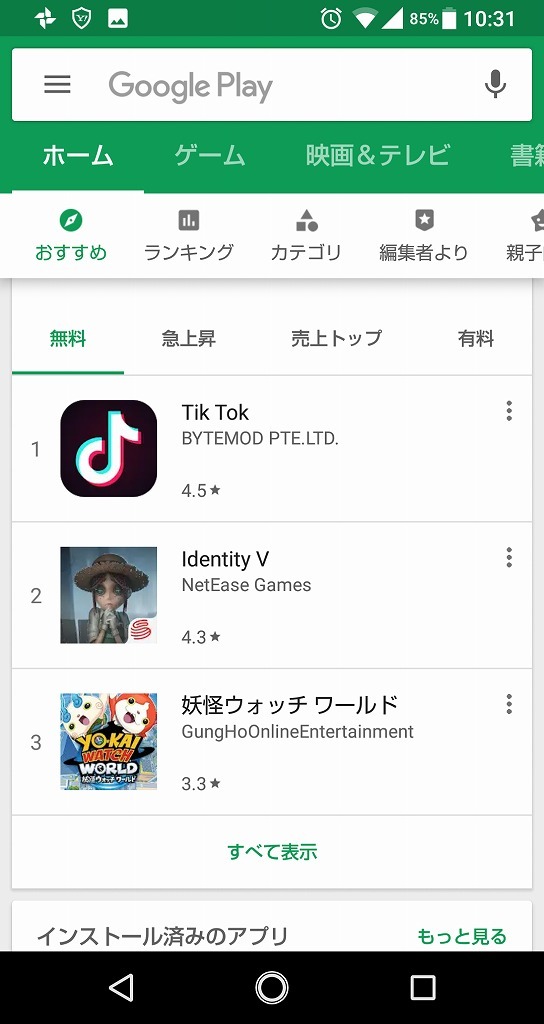 85% 10:31
Google Play
ホーム ゲーム 映画＆テレビ 書籍
おすすめ ランキング カテゴリ 編集者より 親子
無料 急上昇 売上トップ 有料
1
Tik Tok
BYTEMOD PTE.LTD.
4.5★
2
Identity V
NetEase Games
4.3★
3
YO-KAI
WATCH
WORLD
妖怪ウォッチ ワールド
妖怪ウォッチ ワールド
GungHoOnlineEntertainment
3.3★
すべて表示
インストール済みのアプリ もっと見る